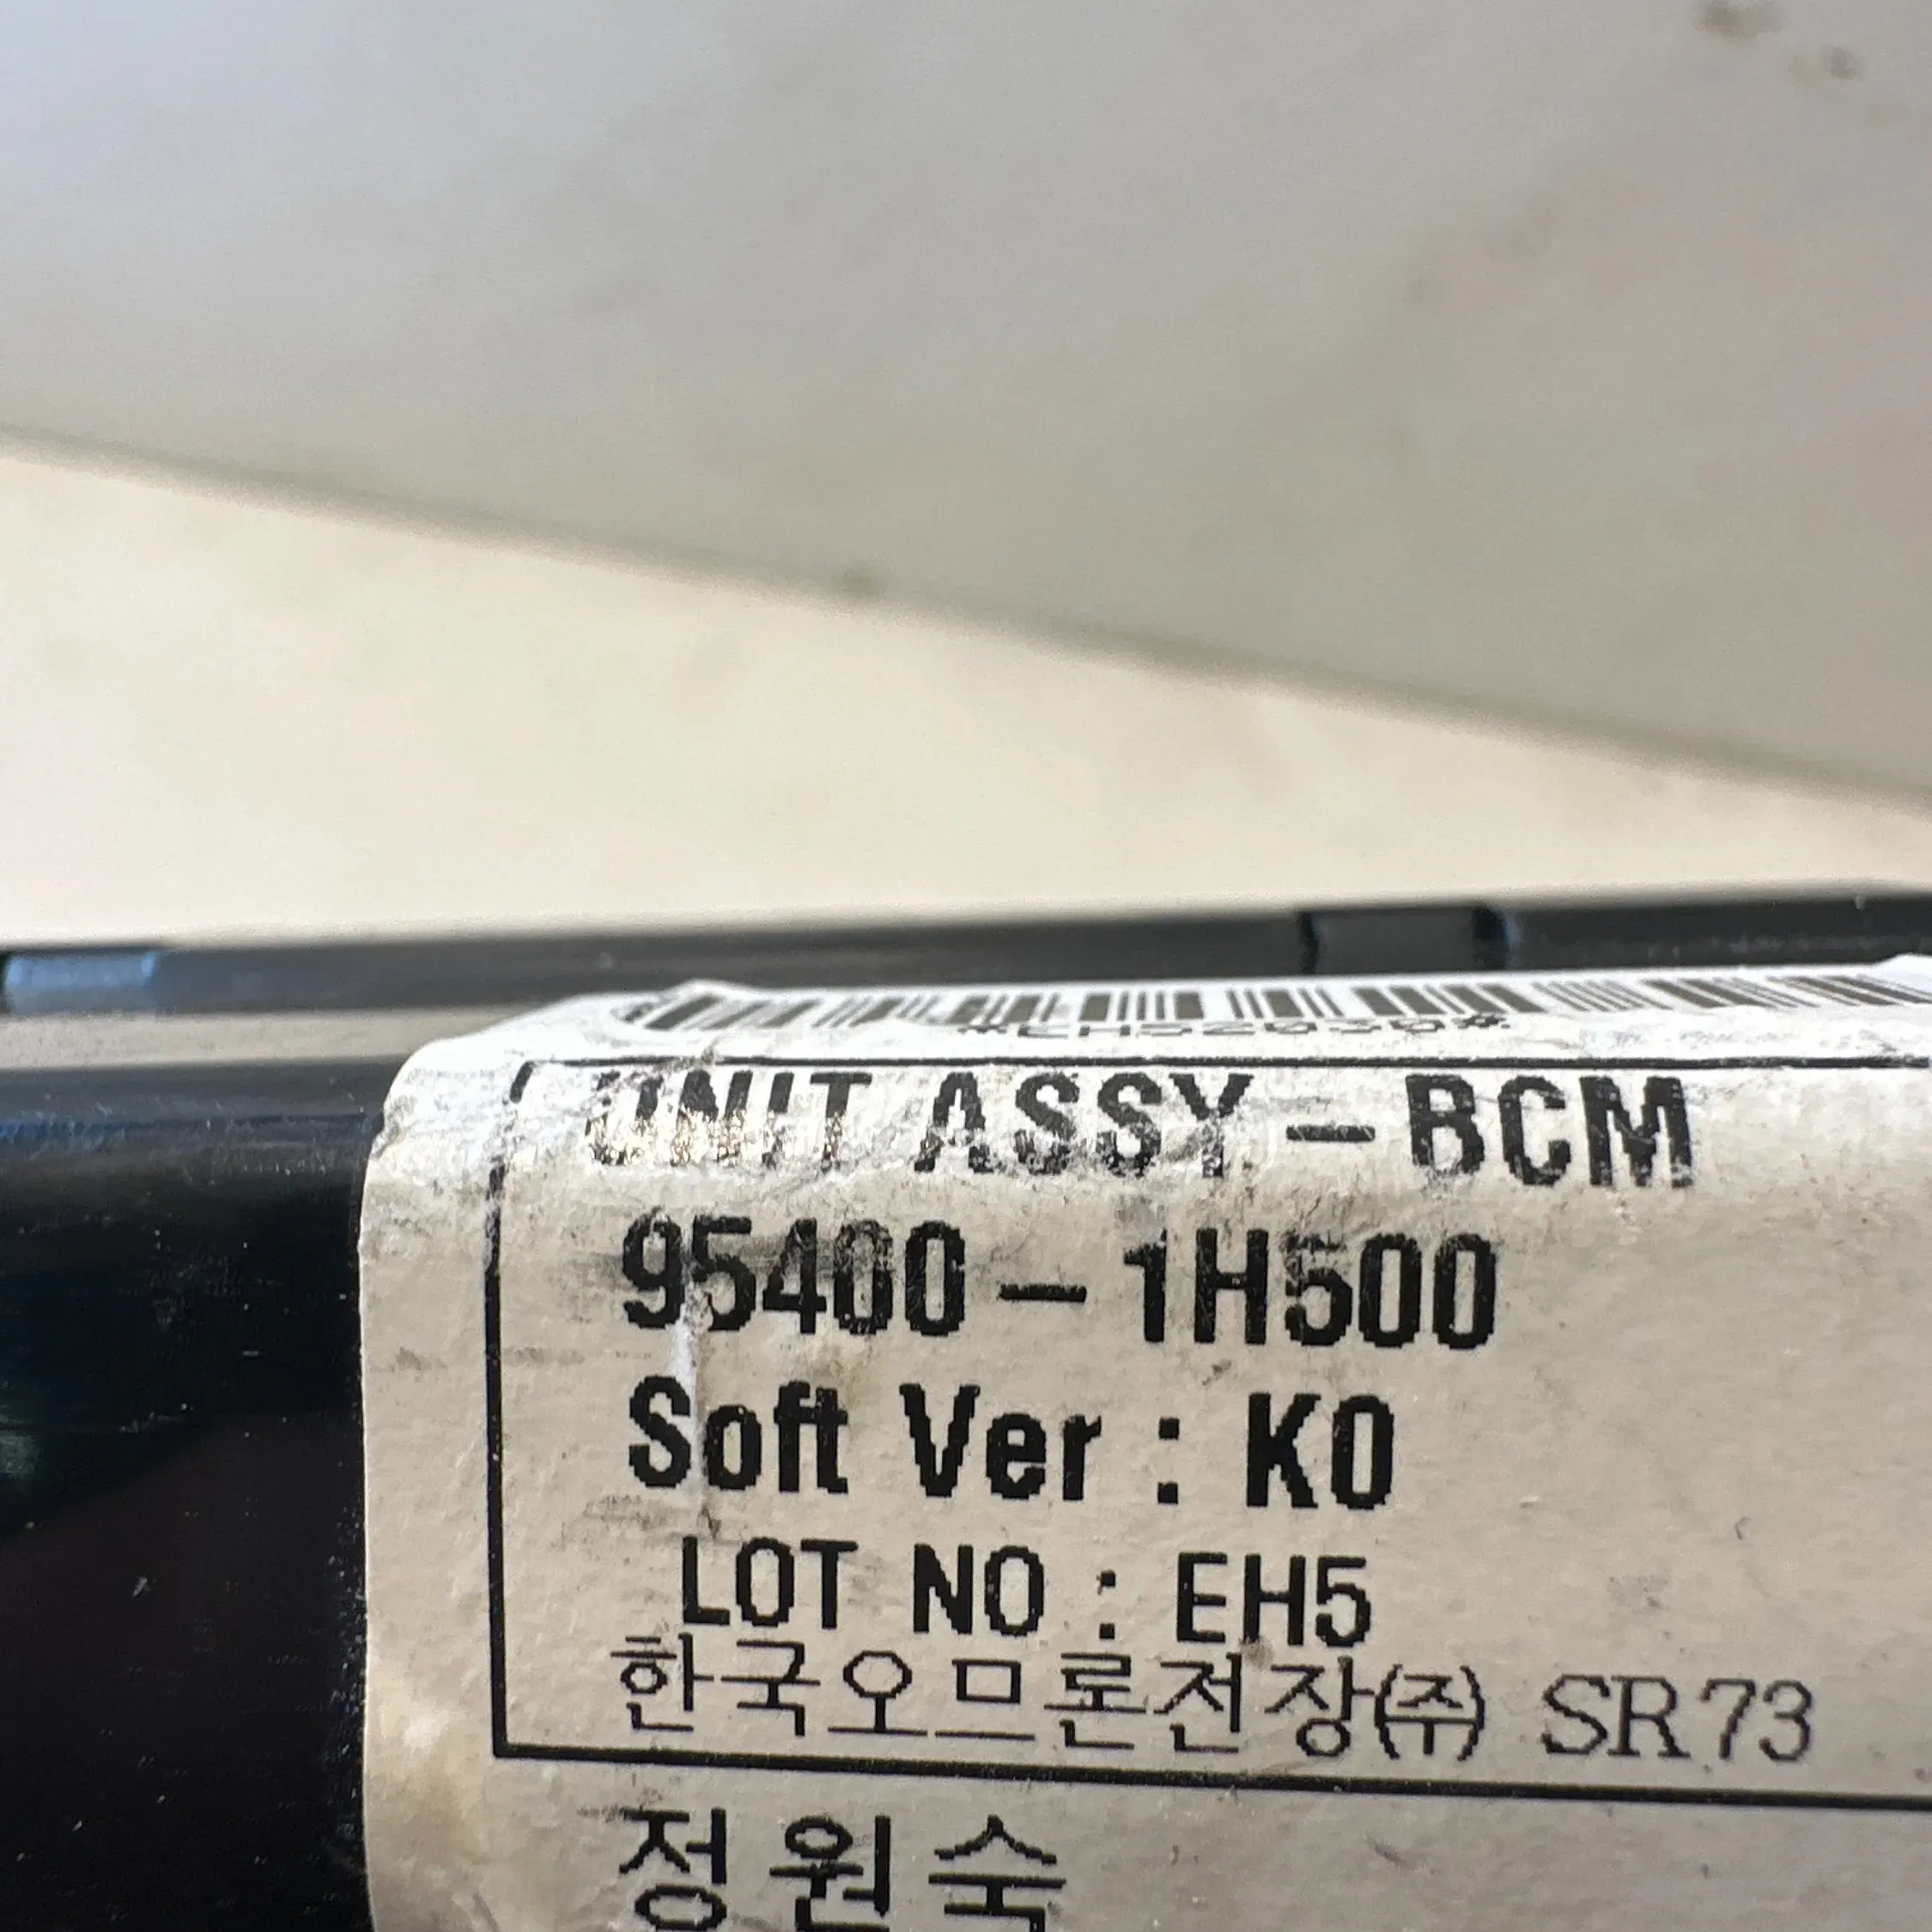 UNIT ASSY-BCM
95400-1H500
Soft Ver : K0
LOT NO : EH5
한국오므론전장(주) SR73
정원숙